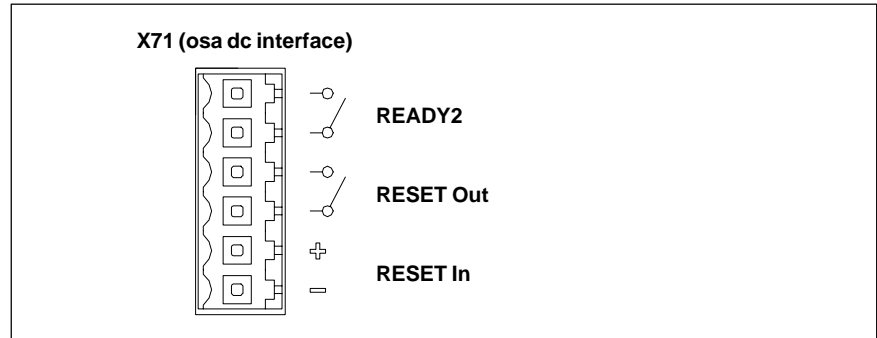 X71 (osa dc interface)
READY2
RESET Out
+
RESET In
−